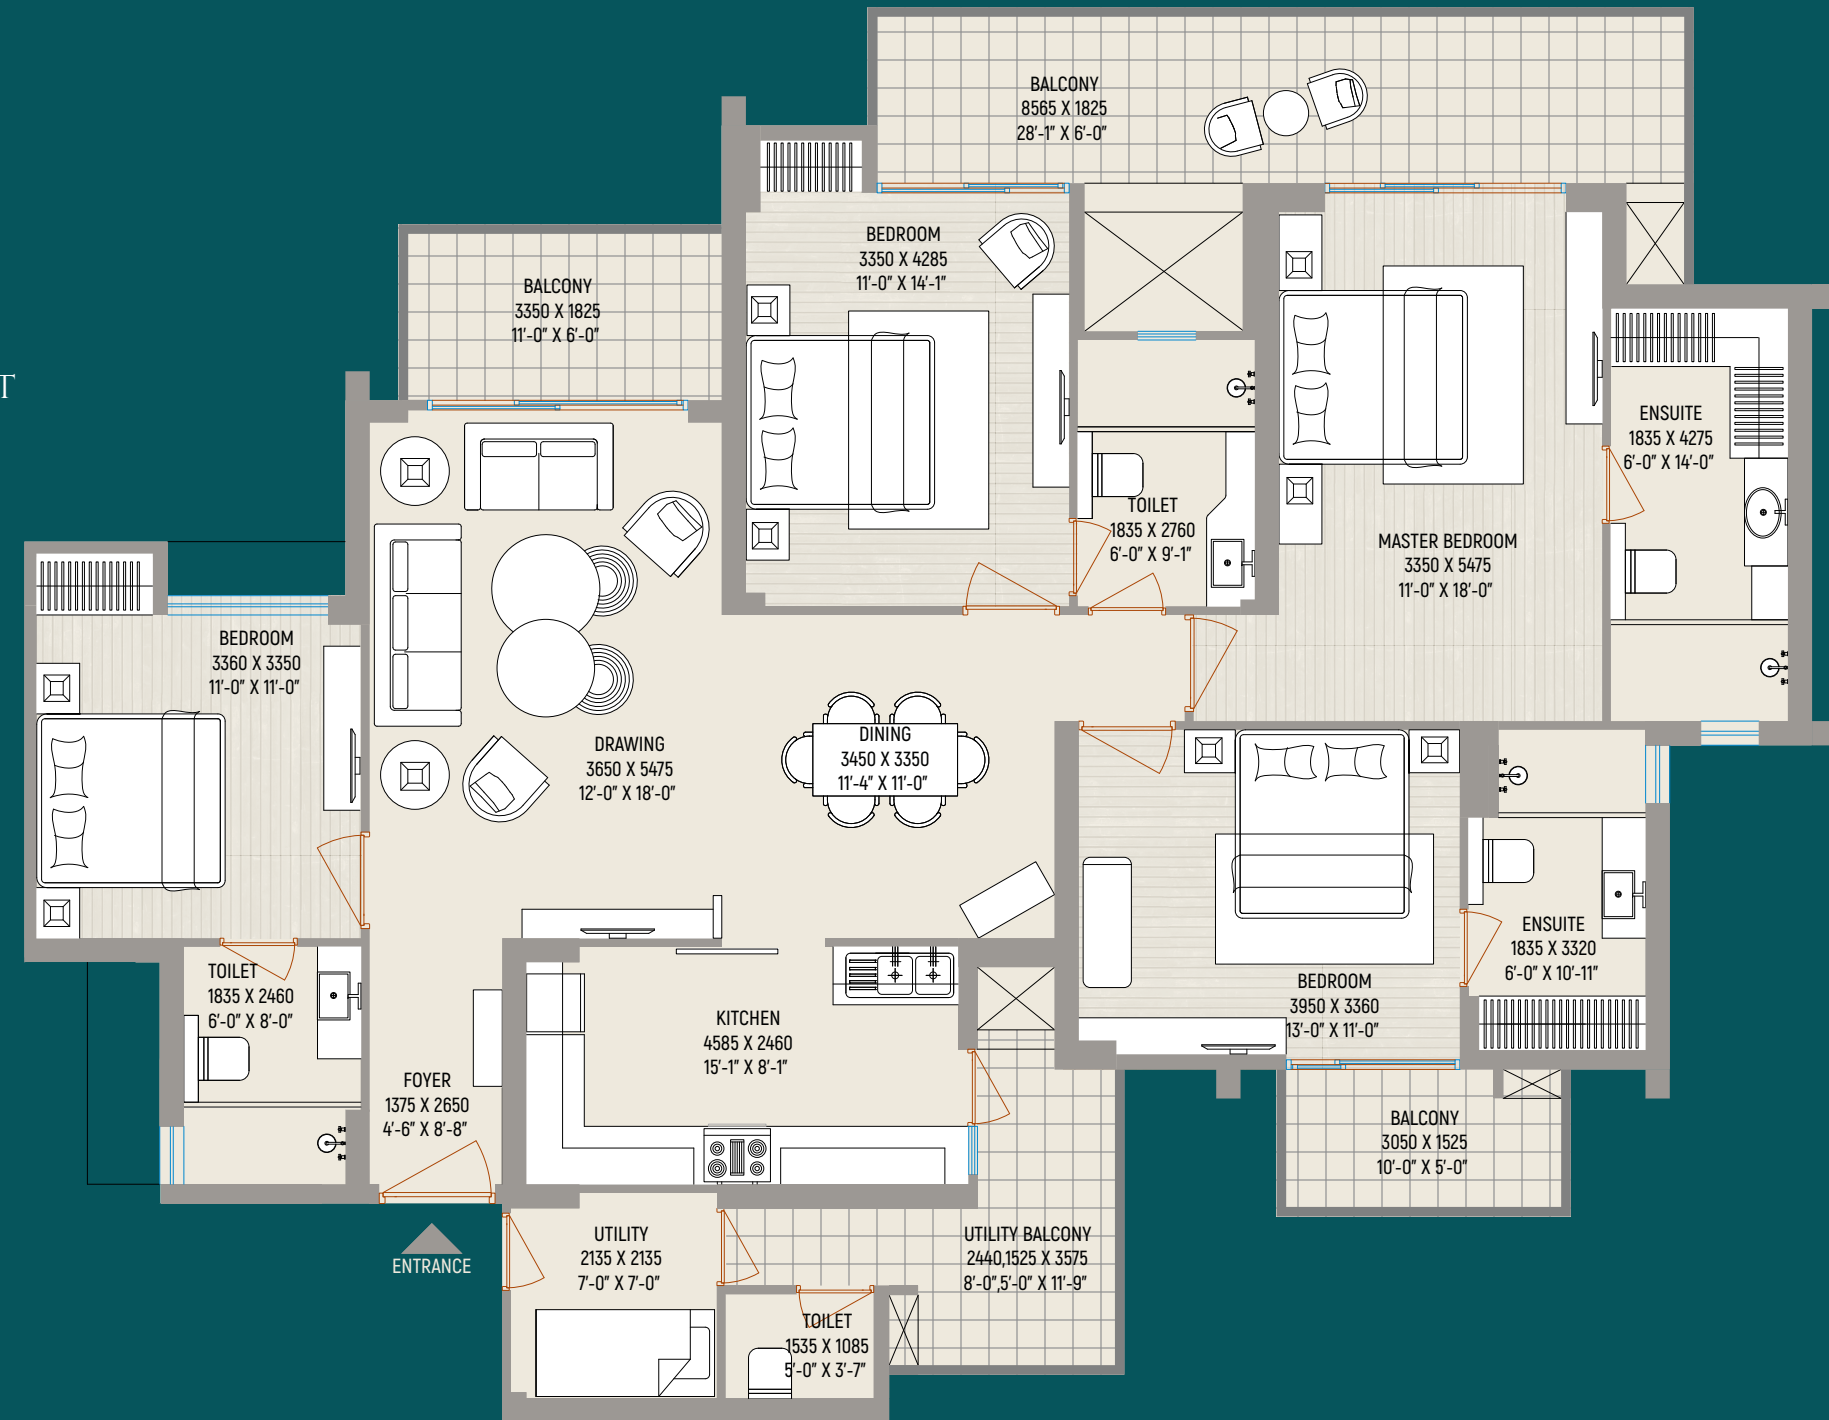 BALCONY
8565 X 1825
28'-1" X 6'-0"
BEDROOM
3350 X 4285
11'-0" X 14'-1"
BALCONY
3350 X 1825
11'-0" X 6'-0"
T
ENSUITE
1835 X 4275
6'-0" X 14'-0"
TOILET
1835 X 2760
6'-0" X 9'-1"
MASTER BEDROOM
3350 X 5475
11'-0" X 18'-0"
BEDROOM
3360 X 3350
11'-0" X 11'-0"
DRAWING
3650 X 5475
12'-0" X 18'-0"
DINING
3450 X 3350
11'-4" X 11'-0"
ENSUITE
1835 X 3320
6'-0" X 10'-11"
TOILET
1835 X 2460
6'-0" X 8'-0"
BEDROOM
3950 X 3360
13'-0" X 11'-0"
KITCHEN
4585 X 2460
15'-1" X 8'-1"
FOYER
1375 X 2650
4'-6" X 8'-8"
BALCONY
3050 X 1525
10'-0" X 5'-0"
ENTRANCE
UTILITY
2135 X 2135
7'-0" X 7'-0"
UTILITY BALCONY
2440,1525 X 3575
8'-0",5'-0" X 11'-9"
TOILET
1535 X 1085
5'-0" X 3'-7"